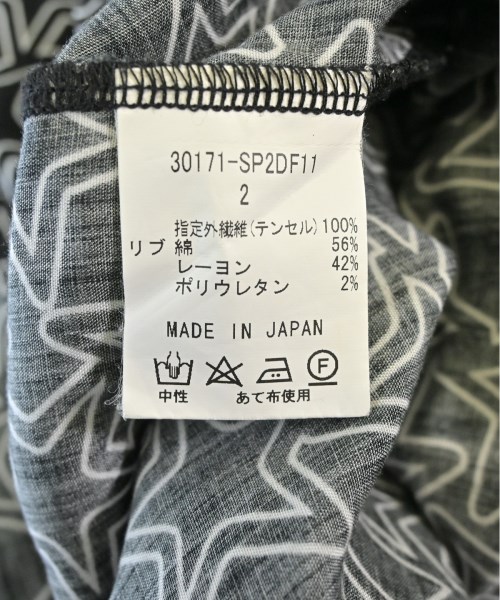 30171-SP2DF11
2
指定外繊維(テンセル) 100%
リブ 綿 56%
レーヨン 42%
ポリウレタン 2%
MADE IN JAPAN
F
中性 あて布使用